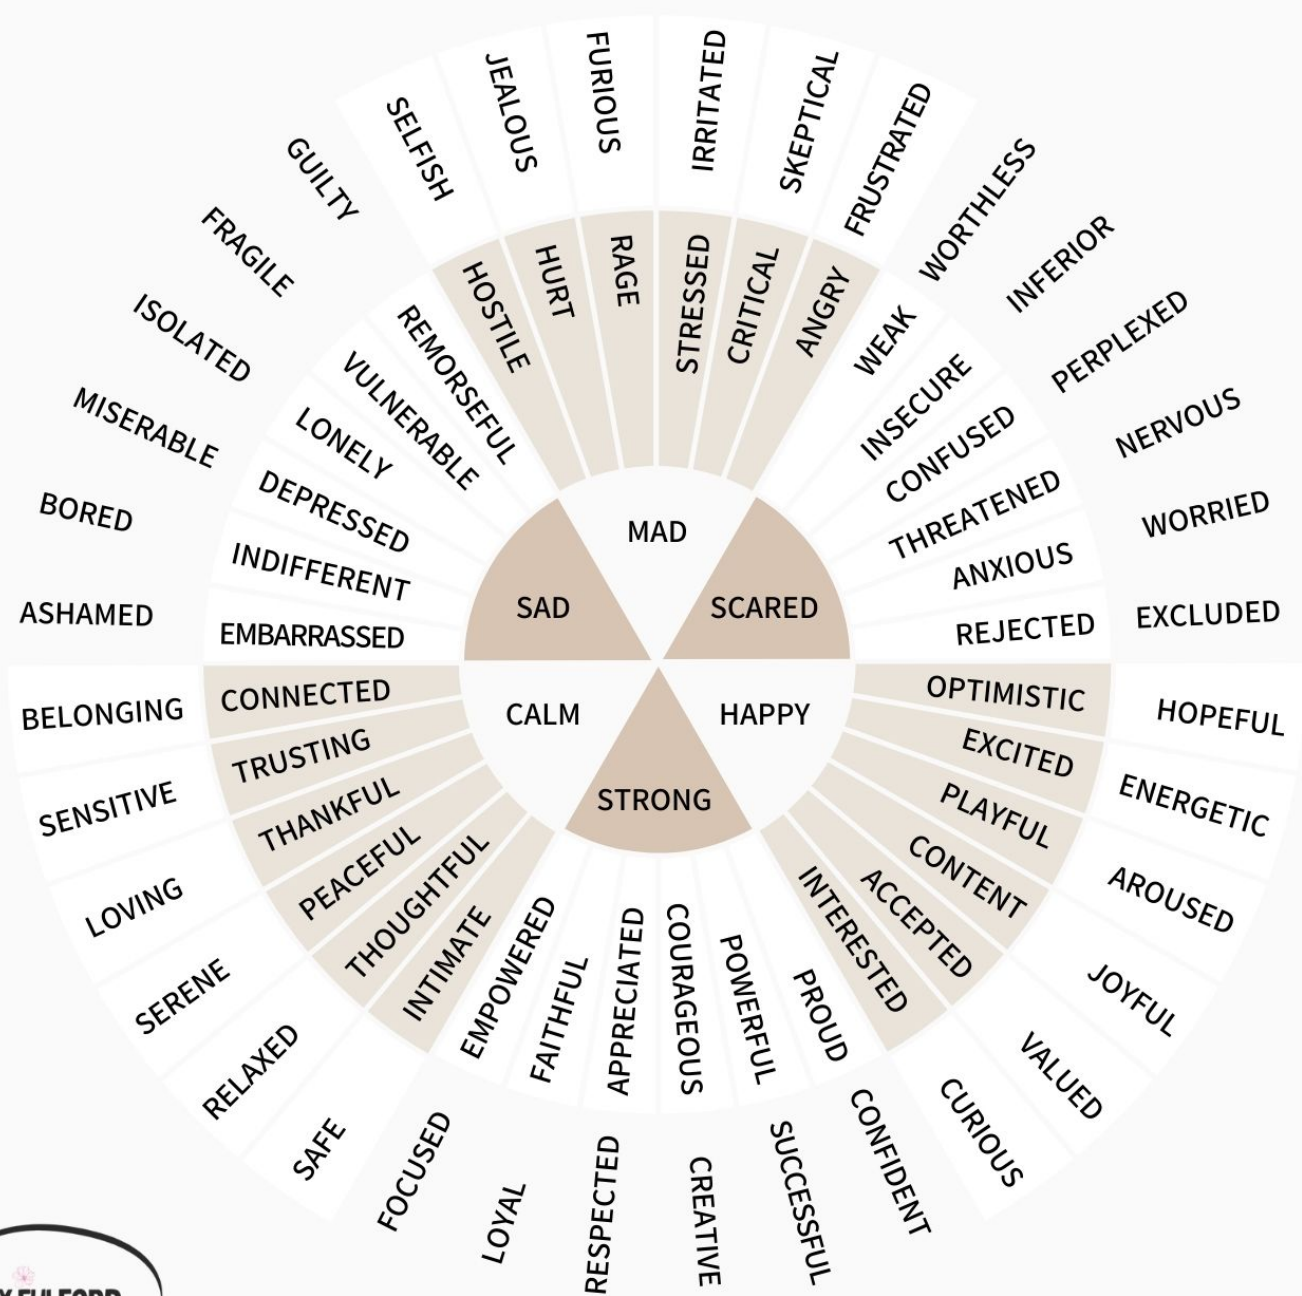 MAD
SCARED
HAPPY
STRONG
CALM
SAD
HOSTILE
HURT
RAGE
STRESSED
CRITICAL
ANGRY
WEAK
INSECURE
CONFUSED
THREATENED
ANXIOUS
REJECTED
OPTIMISTIC
EXCITED
PLAYFUL
CONTENT
ACCEPTED
INTERESTED
PROUD
POWERFUL
COURAGEOUS
APPRECIATED
FAITHFUL
EMPOWERED
INTIMATE
THOUGHTFUL
PEACEFUL
THANKFUL
TRUSTING
CONNECTED
EMBARRASSED
INDIFFERENT
DEPRESSED
LONELY
VULNERABLE
REMORSEFUL
SELFISH
JEALOUS
FURIOUS
IRRITATED
SKEPTICAL
FRUSTRATED
WORTHLESS
INFERIOR
PERPLEXED
NERVOUS
WORRIED
EXCLUDED
HOPEFUL
ENERGETIC
AROUSED
JOYFUL
VALUED
CURIOUS
CONFIDENT
SUCCESSFUL
CREATIVE
RESPECTED
LOYAL
FOCUSED
SAFE
RELAXED
SERENE
LOVING
SENSITIVE
BELONGING
ASHAMED
BORED
MISERABLE
ISOLATED
FRAGILE
GUILTY